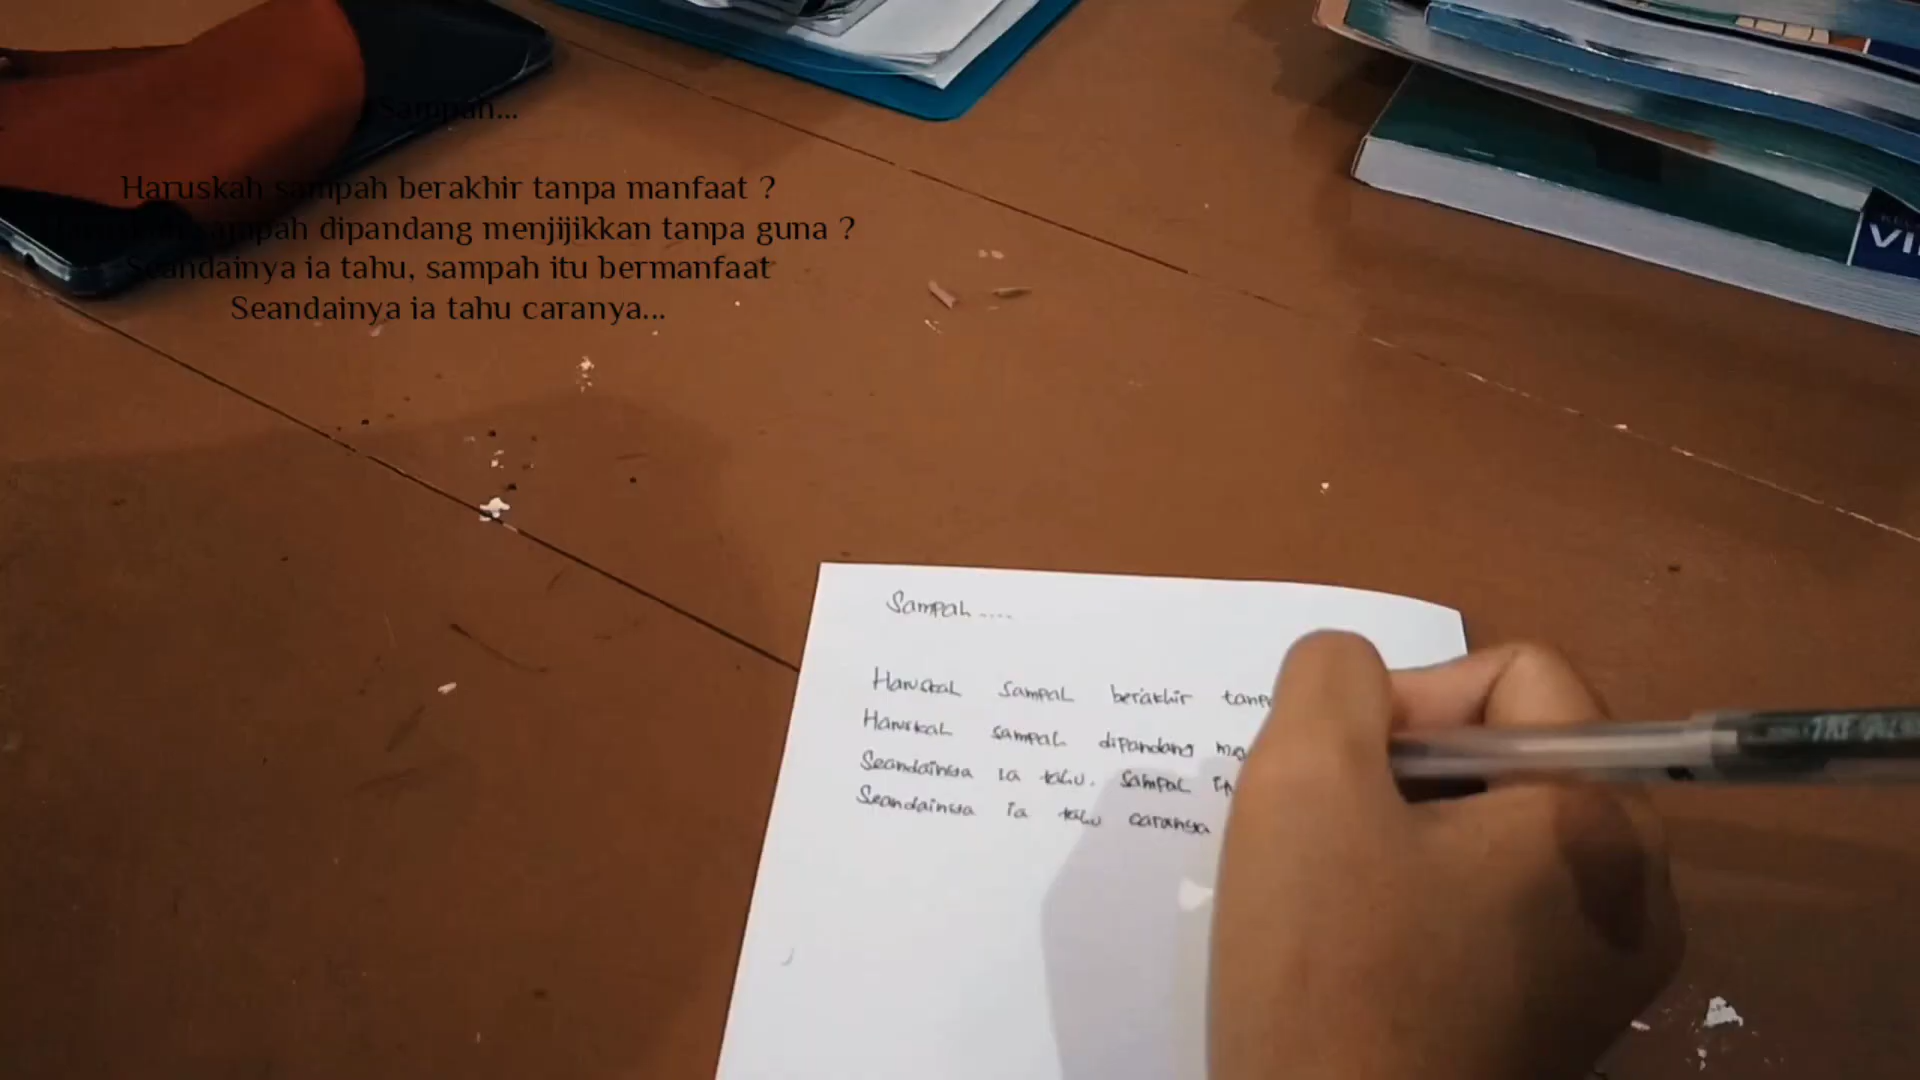 Sampah...
Haruskah sampah berakhir tanpa manfaat ?
sampah dipandang menjijikkan tanpa guna ?
Seandainya ia tahu, sampah itu bermanfaat
Seandainya ia tahu caranya...
Sampah....
Haruskah sampah berakhir
Haruskah sampah dipandang
Seandainya ia tahu. Sampah
Seandainya ia tahu caranya
VI